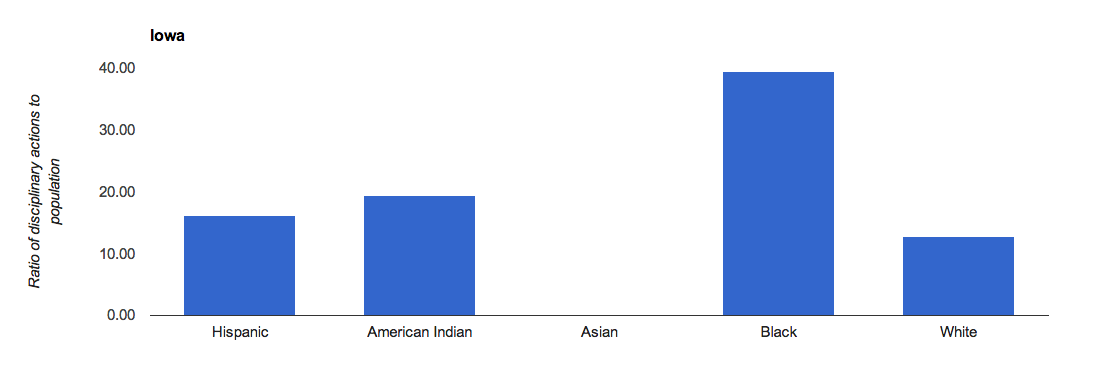 Iowa
Ratio of disciplinary actions to
population
40.00
30.00
20.00
10.00
0.00
Hispanic
American Indian
Asian
Black
White